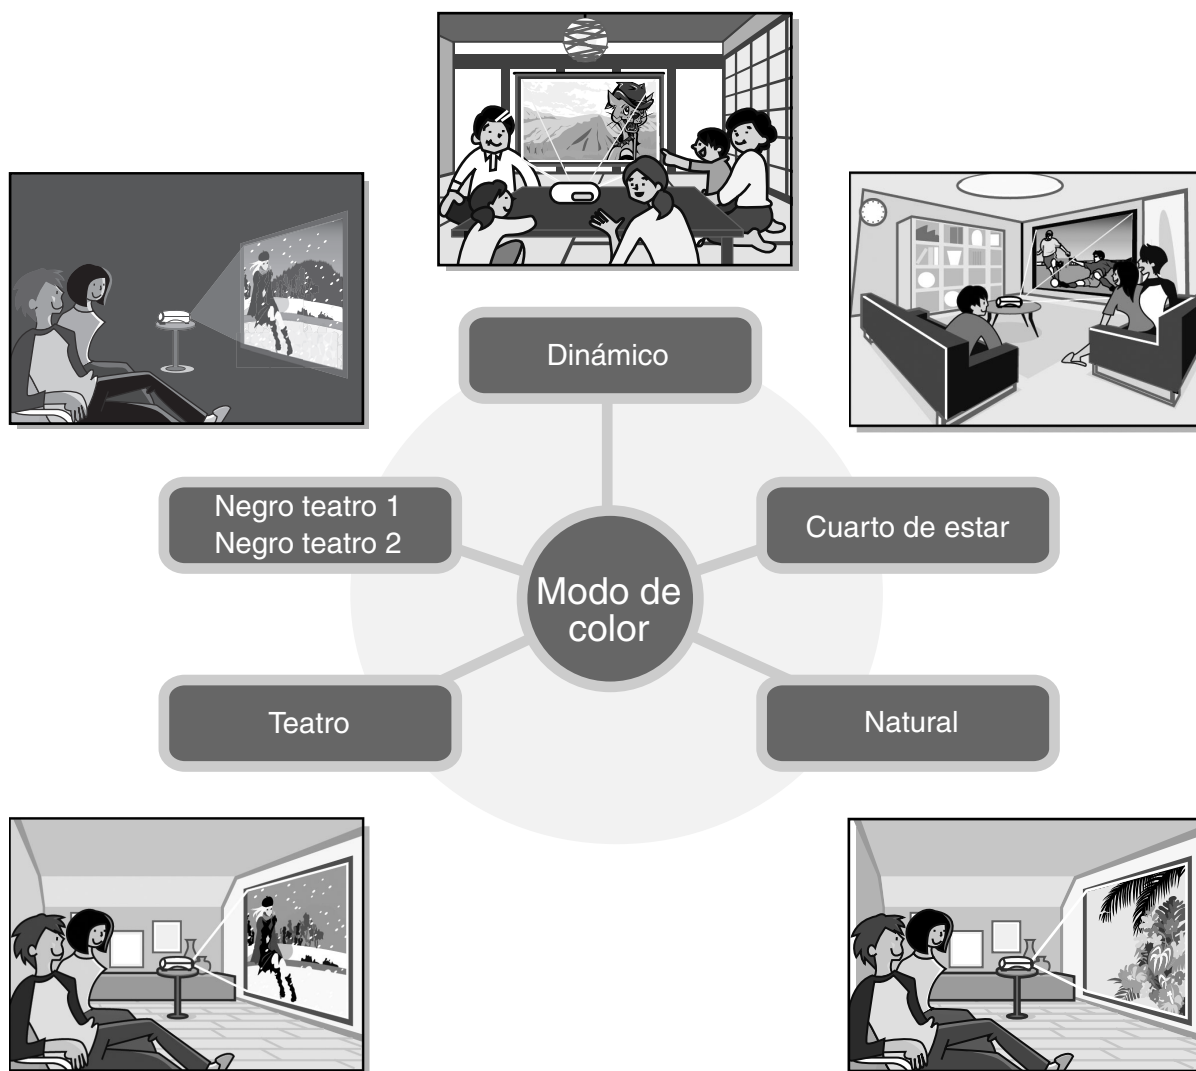 Dinámico
Negro teatro 1
Negro teatro 2
Cuarto de estar
Modo de
color
Teatro
Natural